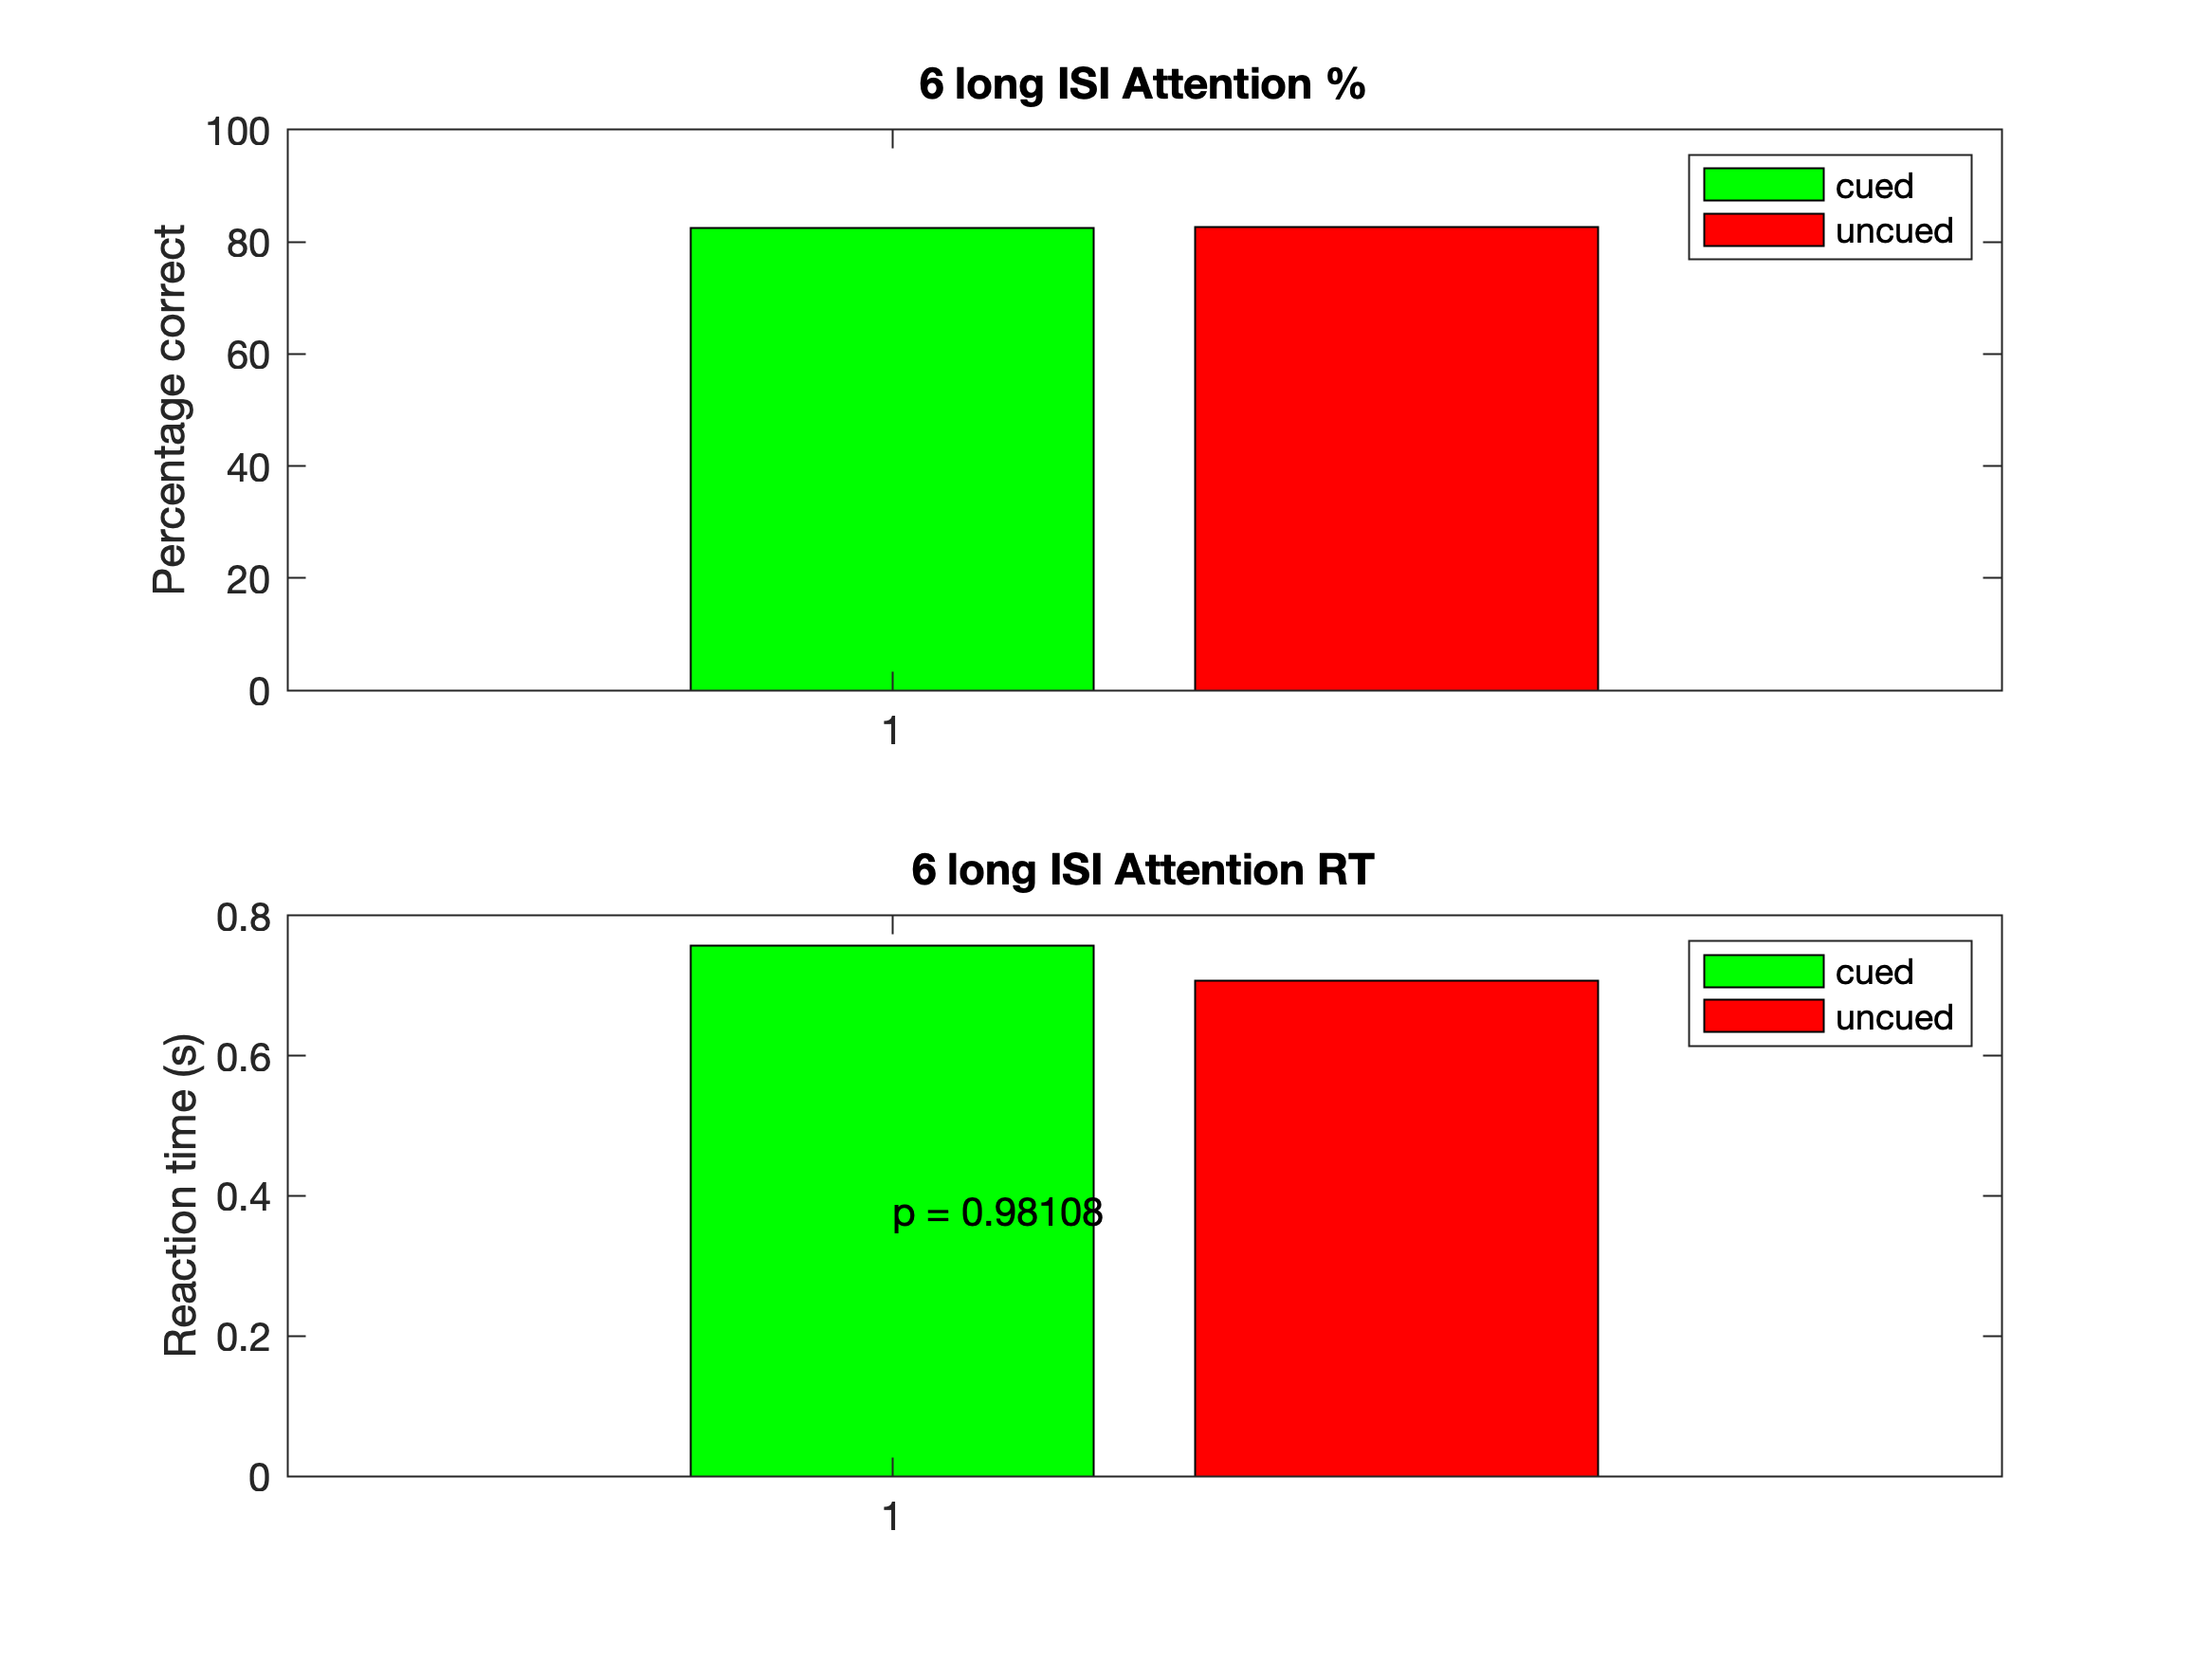 6 long ISI Attention %
100
80
60
40
20
0
Percentage correct
cued
uncued
1
6 long ISI Attention RT
0.8
0.6
0.4
0.2
0
Reaction time (s)
cued
uncued
p = 0.98108
1